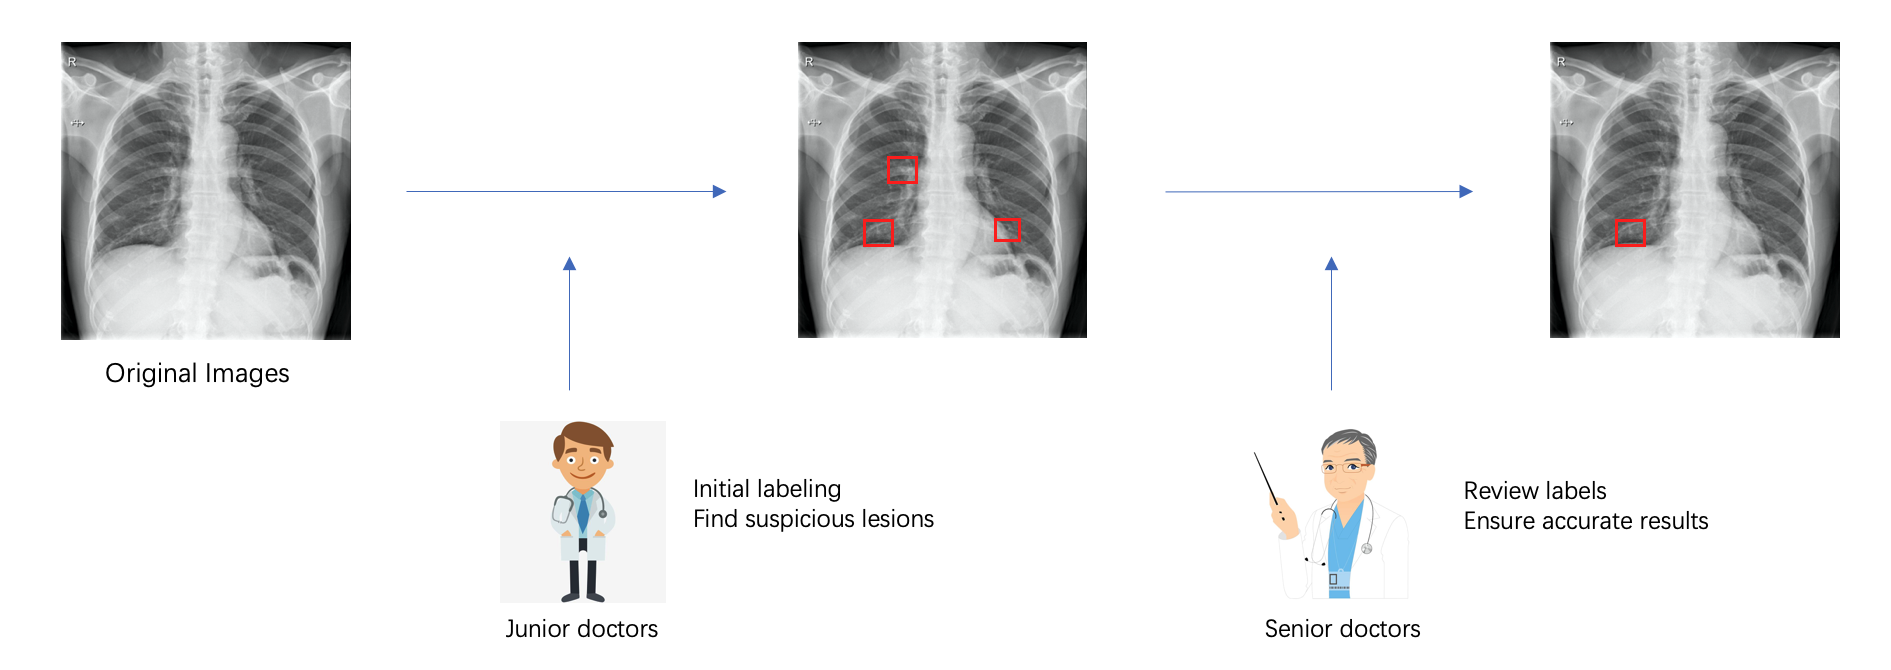 R
R
R
Original Images
Initial labeling
Find suspicious lesions
Review labels
Ensure accurate results
Junior doctors
Senior doctors